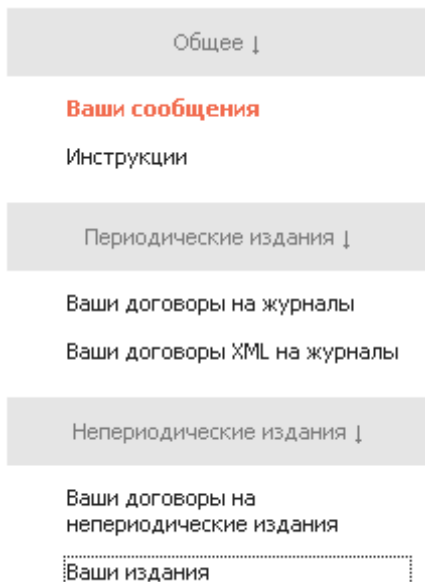 Общее ↓
Ваши сообщения
Инструкции
Периодические издания ↓
Ваши договоры на журналы
Ваши договоры XML на журналы
Непериодические издания ↓
Ваши договоры на
непериодические издания
Ваши издания